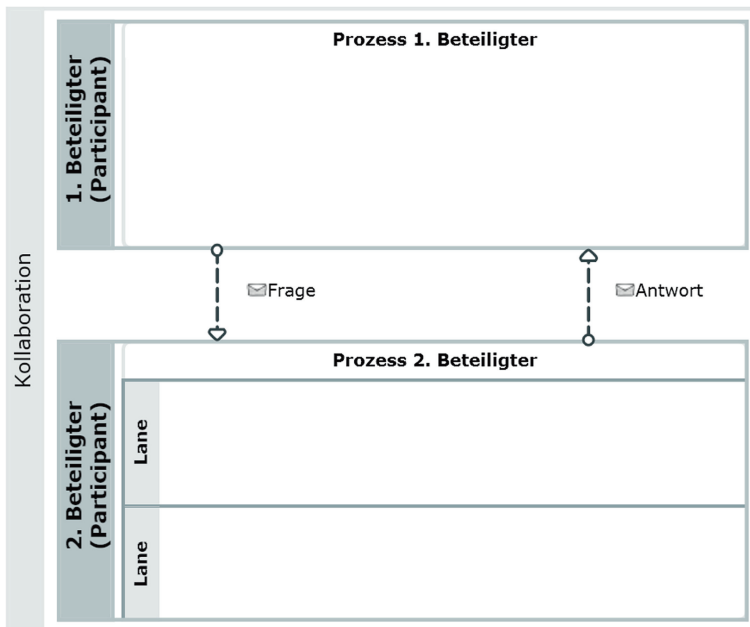 Kollaboration
1. Beteiligter
(Participant)
Prozess 1. Beteiligter
Frage
Antwort
2. Beteiligter
(Participant)
Prozess 2. Beteiligter
Lane
Lane